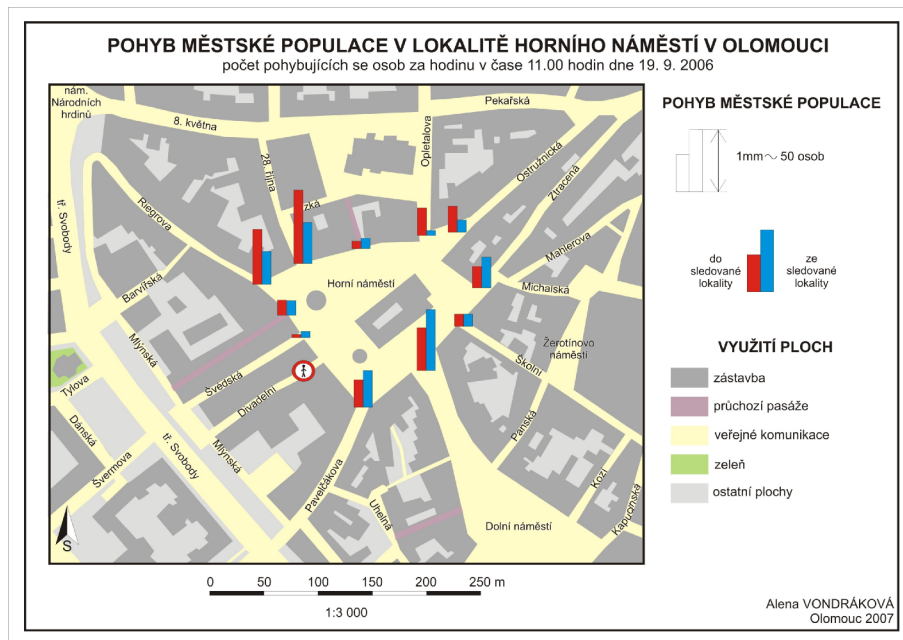 POHYB MĚSTSKÉ POPULACE V LOKALITĚ HORNÍHO NÁMĚSTÍ V OLOMOUCI
počet pohybujících se osob za hodinu v čase 11.00 hodin dne 19. 9. 2006
nám.
Národních
hrdinů
8. května
Pekařská
Opletalova
Ostružnická
Ztracená
28. října
zká
Riegrova
tř. Svobody
Mahlerova
Barvířská
Horní náměstí
Michalská
Mlýnská
Žerotínovo
náměstí
Školní
Švédská
Divadelní
Tylova
Dánská
tř. Svobody
Mlýnská
Panská
Švermova
Pavelčákova
Uhelná
Kozí
Kapucínská
Dolní náměstí
S
POHYB MĚSTSKÉ POPULACE
1mm ~ 50 osob
do
sledované
lokality
ze
sledované
lokality
VYUŽITÍ PLOCH
zástavba
průchozí pasáže
veřejné komunikace
zeleň
ostatní plochy
0 50 100 150 200 250 m
1:3 000
Alena VONDRÁKOVÁ
Olomouc 2007